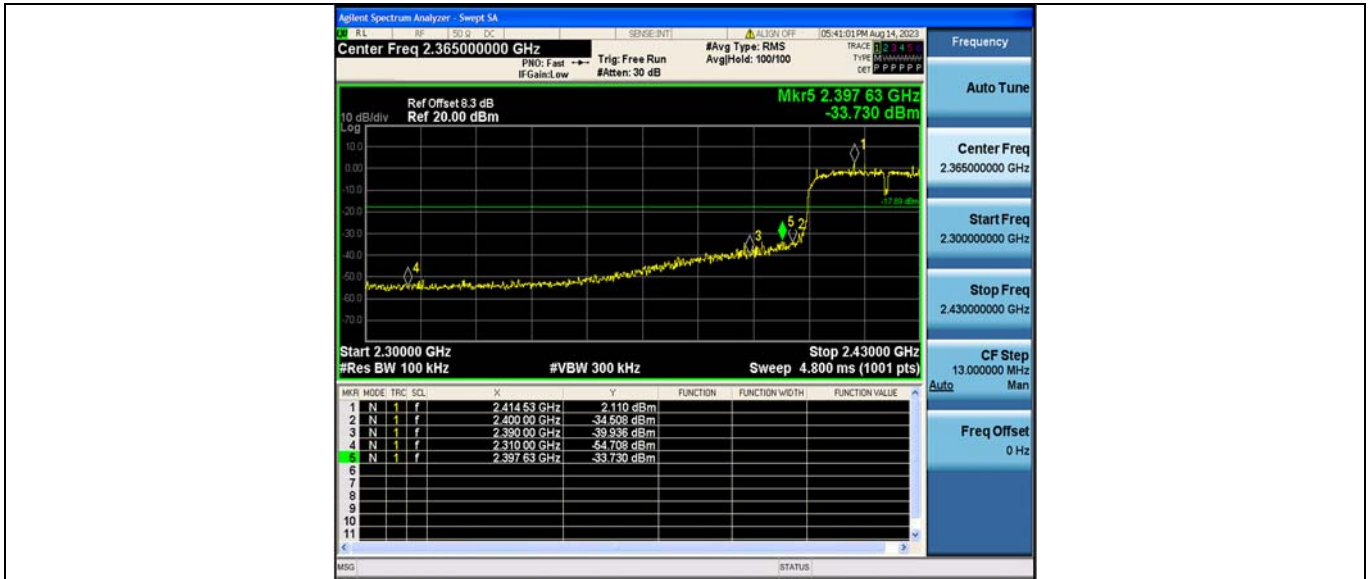 Agilent Spectrum Analyzer - Swept SA
RL RF 50 Ω DC SENSE:INT ALIGN OFF 05:41:01 PM Aug 14, 2023
Center Freq 2.365000000 GHz
PNO: Fast
IFGain:Low
Trig: Free Run
#Atten: 30 dB
#Avg Type: RMS
Avg|Hold: 100/100
TRACE 1 2 3 4 5 6
TYPE M
DET P P P P P P
Frequency
Mkr5 2.397 63 GHz
-33.730 dBm
Ref Offset 8.3 dB
10 dB/div Ref 20.00 dBm
Log
10.0
0.00
-10.0
-20.0
-30.0
-40.0
-50.0
-60.0
-70.0
1
-17.89 dBm
5 2
3
4
Start 2.30000 GHz Stop 2.43000 GHz
#Res BW 100 kHz #VBW 300 kHz Sweep 4.800 ms (1001 pts)
MKR MODE TRC SCL X Y FUNCTION FUNCTION WIDTH FUNCTION VALUE
1 N 1 f 2.414 53 GHz 2.110 dBm
2 N 1 f 2.400 00 GHz -34.508 dBm
3 N 1 f 2.390 00 GHz -39.936 dBm
4 N 1 f 2.310 00 GHz -54.708 dBm
5 N 1 f 2.397 63 GHz -33.730 dBm
6
7
8
9
10
11
MSG STATUS
Auto Tune
Center Freq
2.365000000 GHz
Start Freq
2.300000000 GHz
Stop Freq
2.430000000 GHz
CF Step
13.000000 MHz
Auto Man
Freq Offset
0 Hz